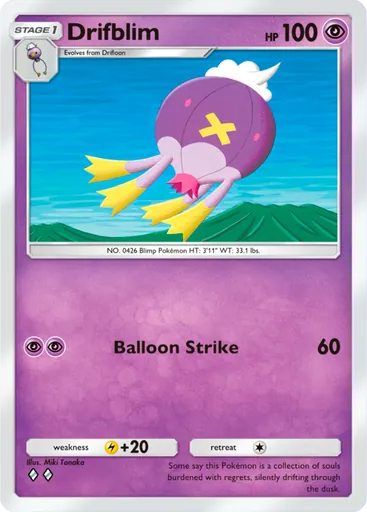 STAGE 1
Drifblim
HP 100
Evolves from Drifloon
NO. 0426 Blimp Pokémon HT: 3'11" WT: 33.1 lbs.
Balloon Strike 60
weakness +20 retreat
Illus. Miki Tanaka
Some say this Pokémon is a collection of souls
burdened with regrets, silently drifting through
the dusk.